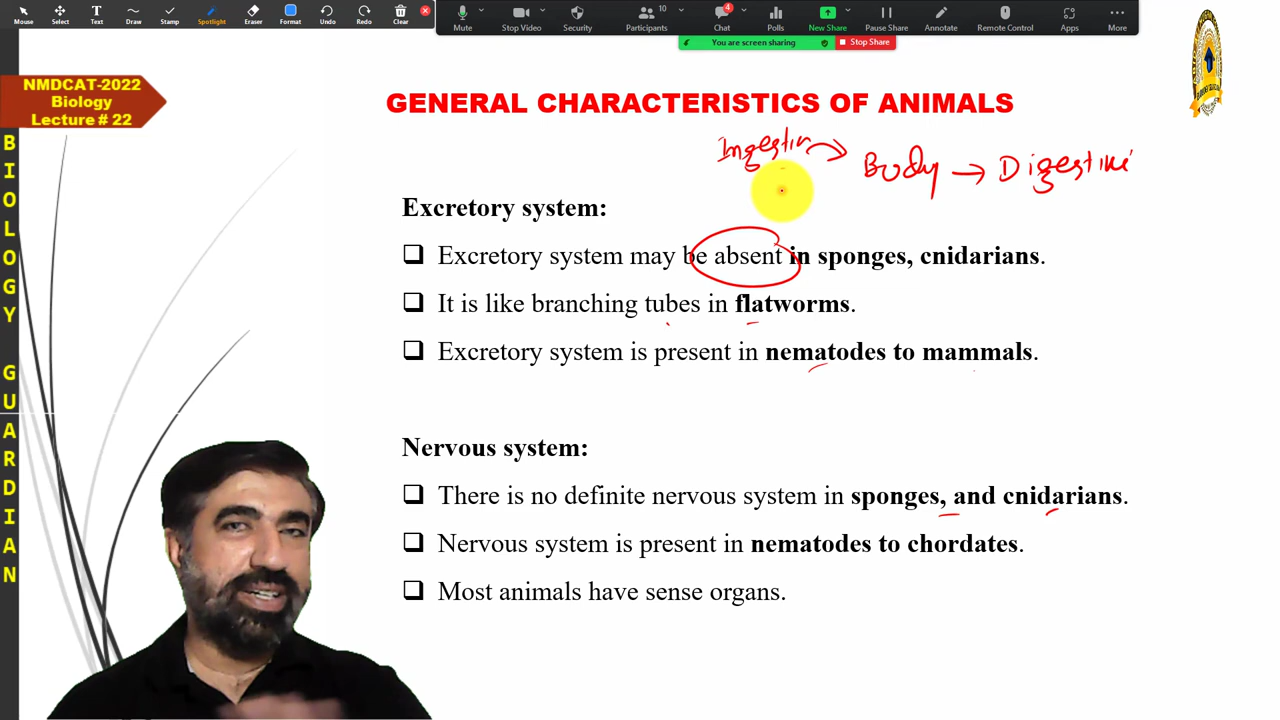 Mouse Select Text Draw Stamp Spotlight Eraser Format Undo Redo Clear
Mute Stop Video Security Participants 10 Chat 4 Polls New Share Pause Share Annotate Remote Control Apps More
You are screen sharing Stop Share
NMDCAT-2022
Biology
Lecture # 22
BIOLOGY GUARDIAN
GENERAL CHARACTERISTICS OF ANIMALS
Body → Digestive
Excretory system:
❑ Excretory system may be absent in sponges, cnidarians.
❑ It is like branching tubes in flatworms.
❑ Excretory system is present in nematodes to mammals.
Nervous system:
❑ There is no definite nervous system in sponges, and cnidarians.
❑ Nervous system is present in nematodes to chordates.
❑ Most animals have sense organs.